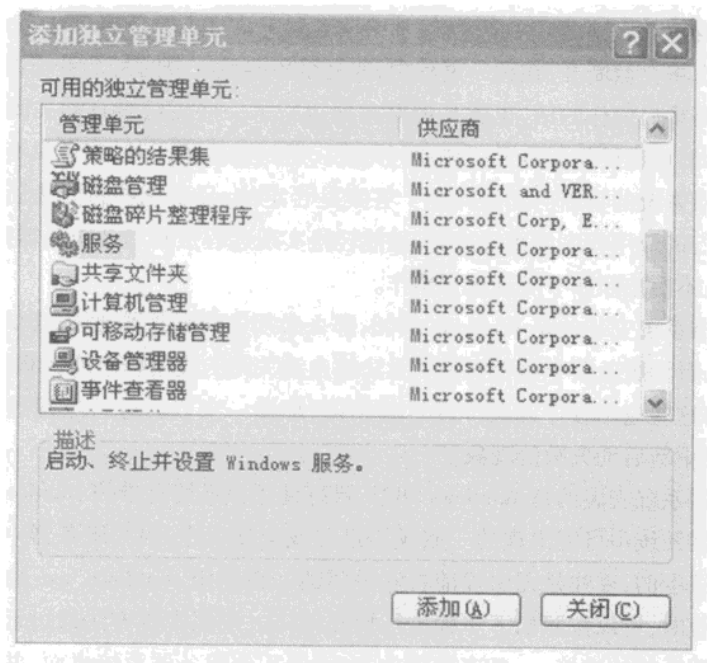 添加独立管理单元
可用的独立管理单元:
管理单元 供应商
策略的结果集 Microsoft Corpora...
磁盘管理 Microsoft and VER...
磁盘碎片整理程序 Microsoft Corp, E...
服务 Microsoft Corpora...
共享文件夹 Microsoft Corpora...
计算机管理 Microsoft Corpora...
可移动存储管理 Microsoft Corpora...
设备管理器 Microsoft Corpora...
事件查看器 Microsoft Corpora...
描述
启动、终止并设置 Windows 服务。
添加(A) 关闭(C)